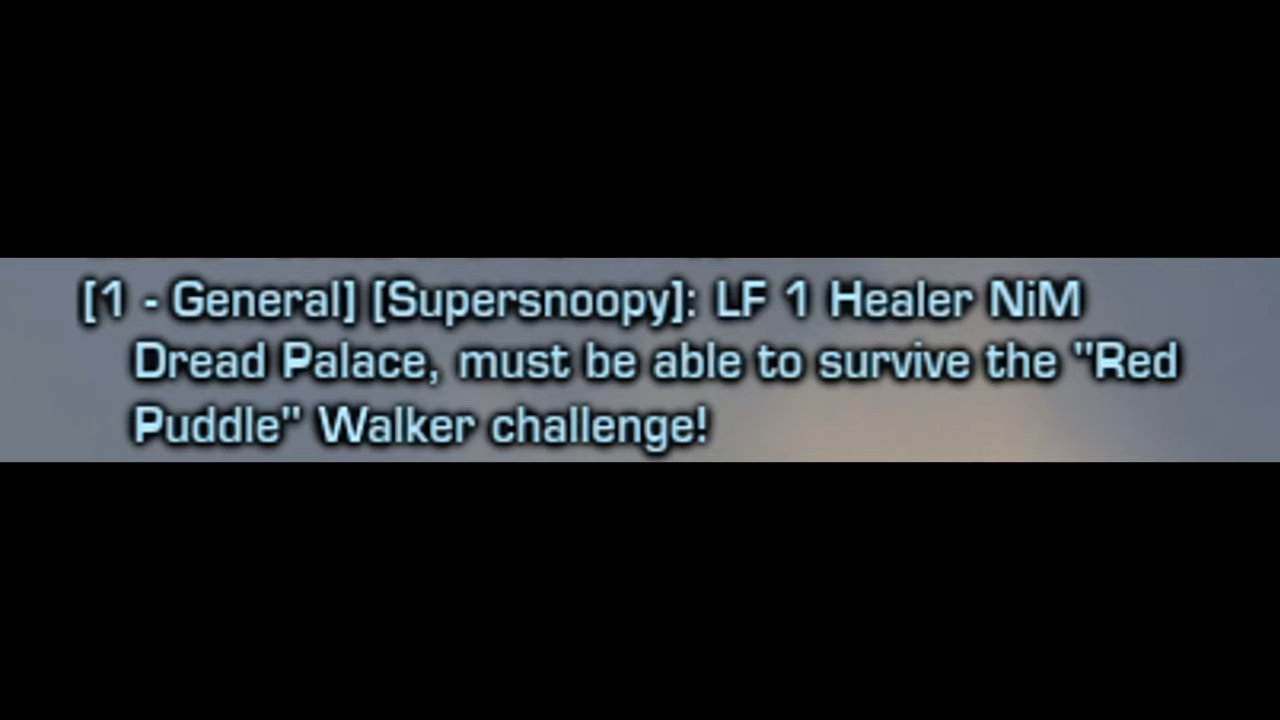 [1 - General] [Supersnoopy]: LF 1 Healer NiM
Dread Palace, must be able to survive the "Red
Puddle" Walker challenge!